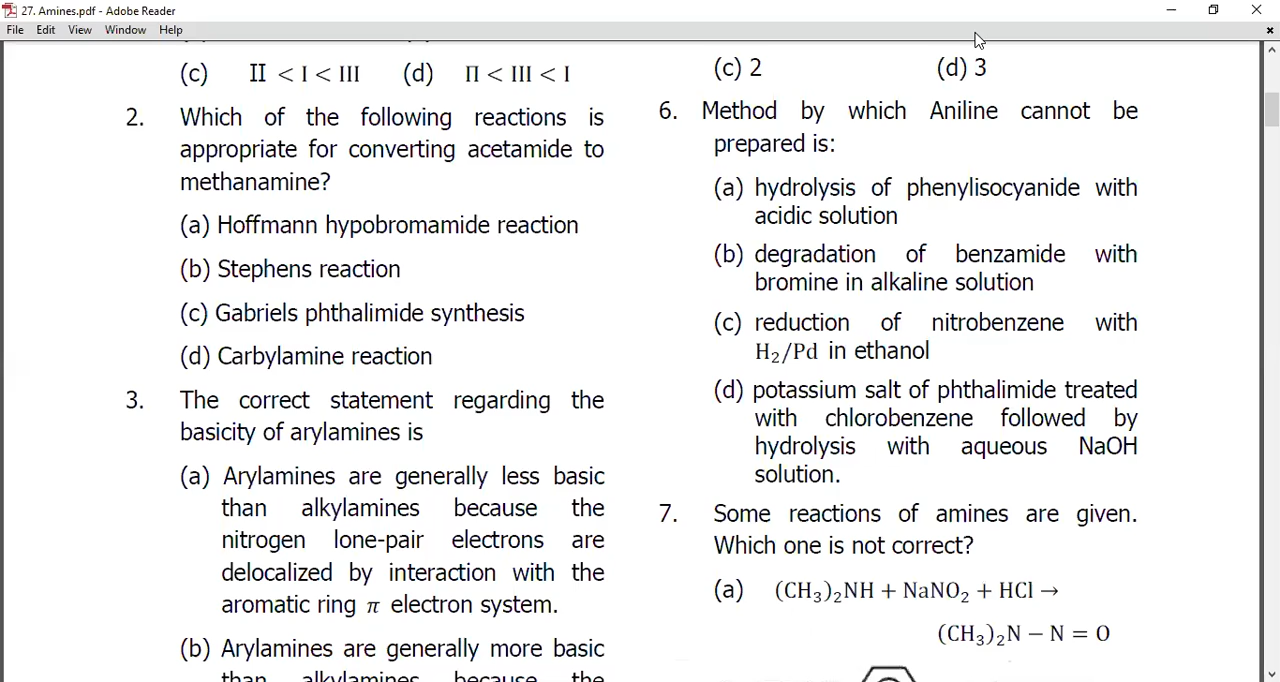 27. Amines.pdf - Adobe Reader
File Edit View Window Help
(c) II < I < III (d) II < III < I
2. Which of the following reactions is
appropriate for converting acetamide to
methanamine?
(a) Hoffmann hypobromamide reaction
(b) Stephens reaction
(c) Gabriels phthalimide synthesis
(d) Carbylamine reaction
3. The correct statement regarding the
basicity of arylamines is
(a) Arylamines are generally less basic
than alkylamines because the
nitrogen lone-pair electrons are
delocalized by interaction with the
aromatic ring π electron system.
(b) Arylamines are generally more basic
than alkylamines because the
(c) 2 (d) 3
6. Method by which Aniline cannot be
prepared is:
(a) hydrolysis of phenylisocyanide with
acidic solution
(b) degradation of benzamide with
bromine in alkaline solution
(c) reduction of nitrobenzene with
H₂/Pd in ethanol
(d) potassium salt of phthalimide treated
with chlorobenzene followed by
hydrolysis with aqueous NaOH
solution.
7. Some reactions of amines are given.
Which one is not correct?
(a) (CH₃)₂NH + NaNO₂ + HCl →
(CH₃)₂N − N = O